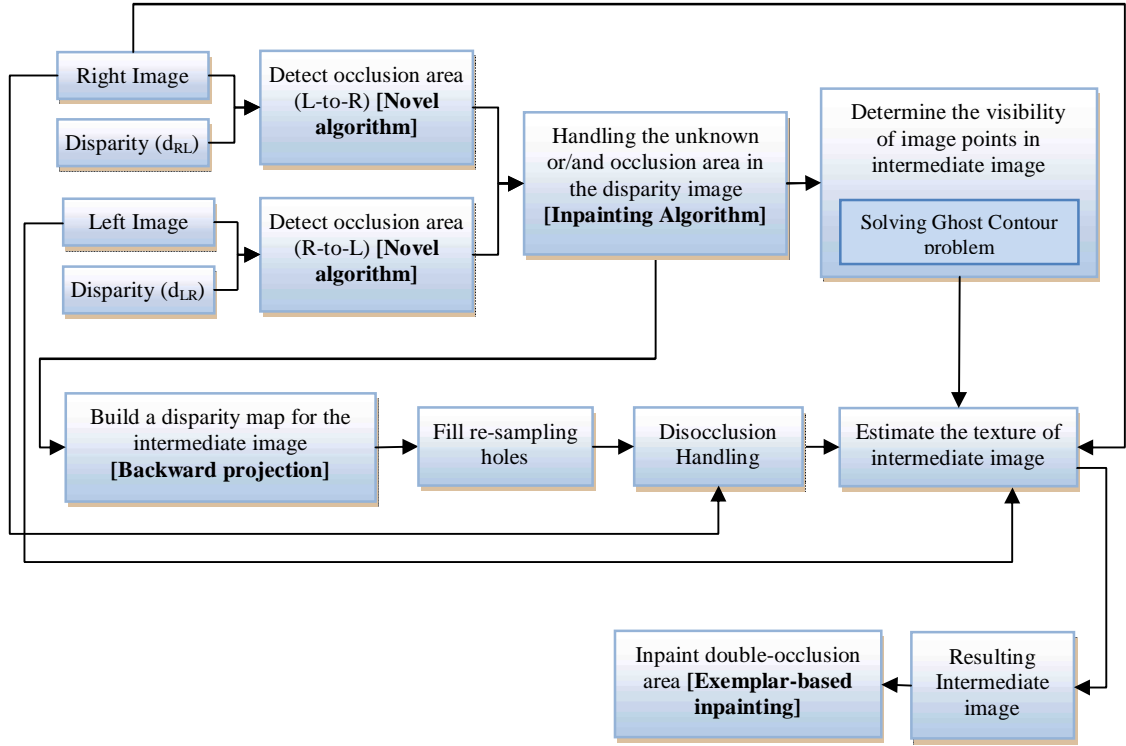 Right Image
Disparity (dRL)
Detect occlusion area
(L-to-R) [Novel
algorithm]
Left Image
Disparity (dLR)
Detect occlusion area
(R-to-L) [Novel
algorithm]
Handling the unknown
or/and occlusion area in
the disparity image
[Inpainting Algorithm]
Determine the visibility
of image points in
intermediate image
Solving Ghost Contour
problem
Build a disparity map for the
intermediate image
[Backward projection]
Fill re-sampling
holes
Disocclusion
Handling
Estimate the texture of
intermediate image
Inpaint double-occlusion
area [Exemplar-based
inpainting]
Resulting
Intermediate
image